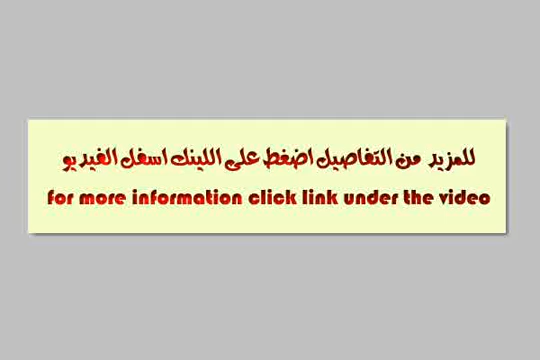 للمزيد من التفاصيل اضغط على اللينك اسفل الفيديو
for more information click link under the video